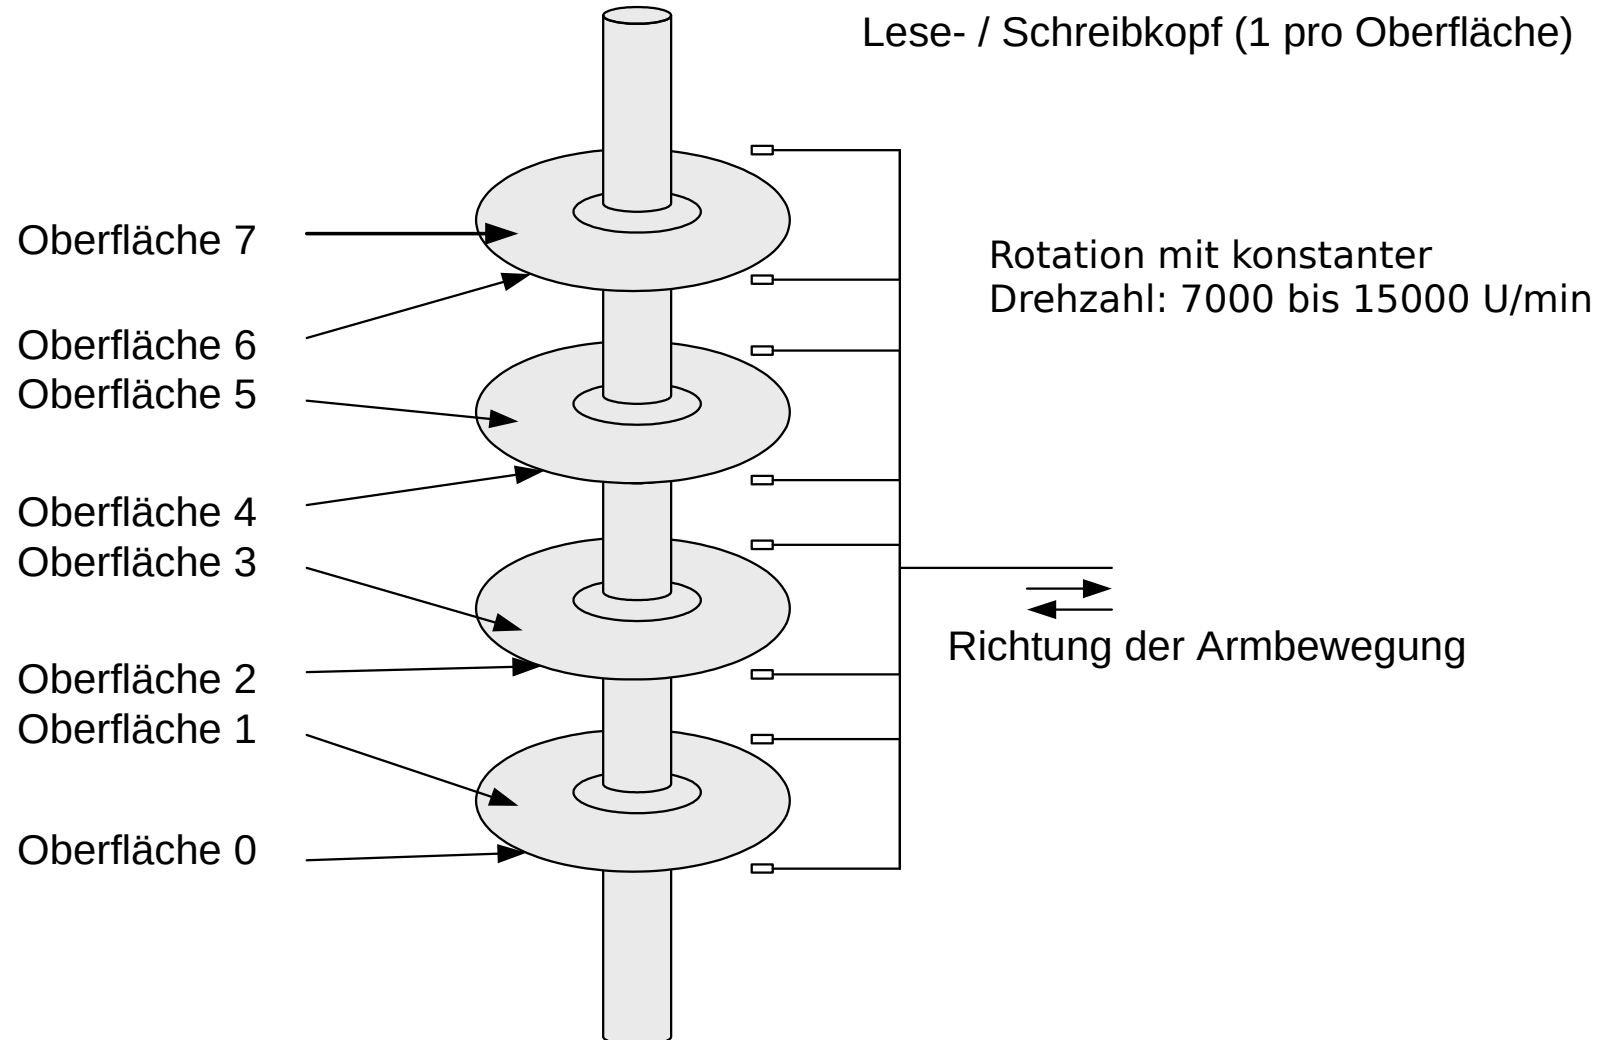 Lese- / Schreibkopf (1 pro Oberfläche)
Oberfläche 7
Rotation mit konstanter
Drehzahl: 7000 bis 15000 U/min
Oberfläche 6
Oberfläche 5
Oberfläche 4
Oberfläche 3
Richtung der Armbewegung
Oberfläche 2
Oberfläche 1
Oberfläche 0